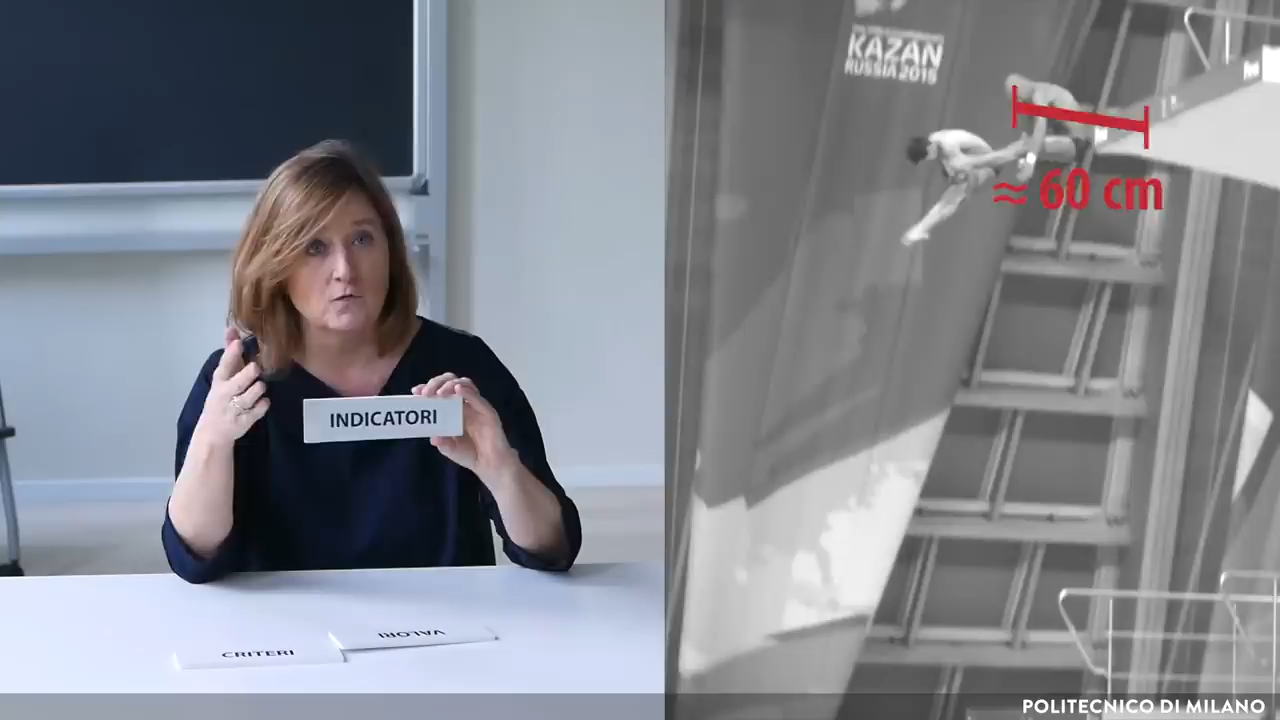 KAZAN
RUSSIA 2015
≈ 60 cm
INDICATORI
VALORI
CRITERI
POLITECNICO DI MILANO